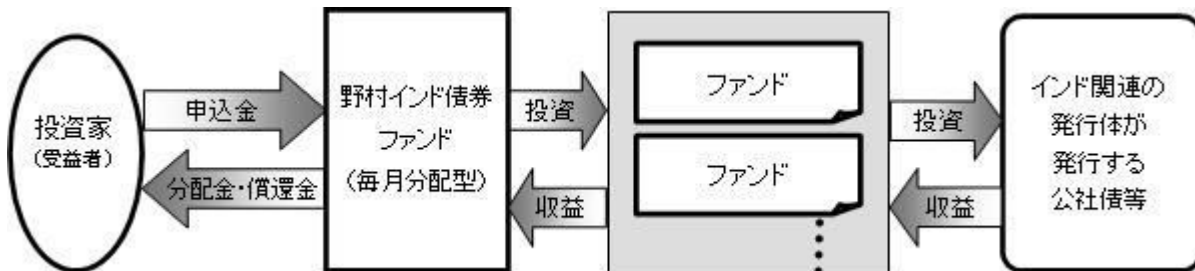 投資家
(受益者)
申込金
分配金・償還金
野村インド債券
ファンド
(毎月分配型)
投資
収益
ファンド
ファンド
投資
収益
インド関連の
発行体が
発行する
公社債等